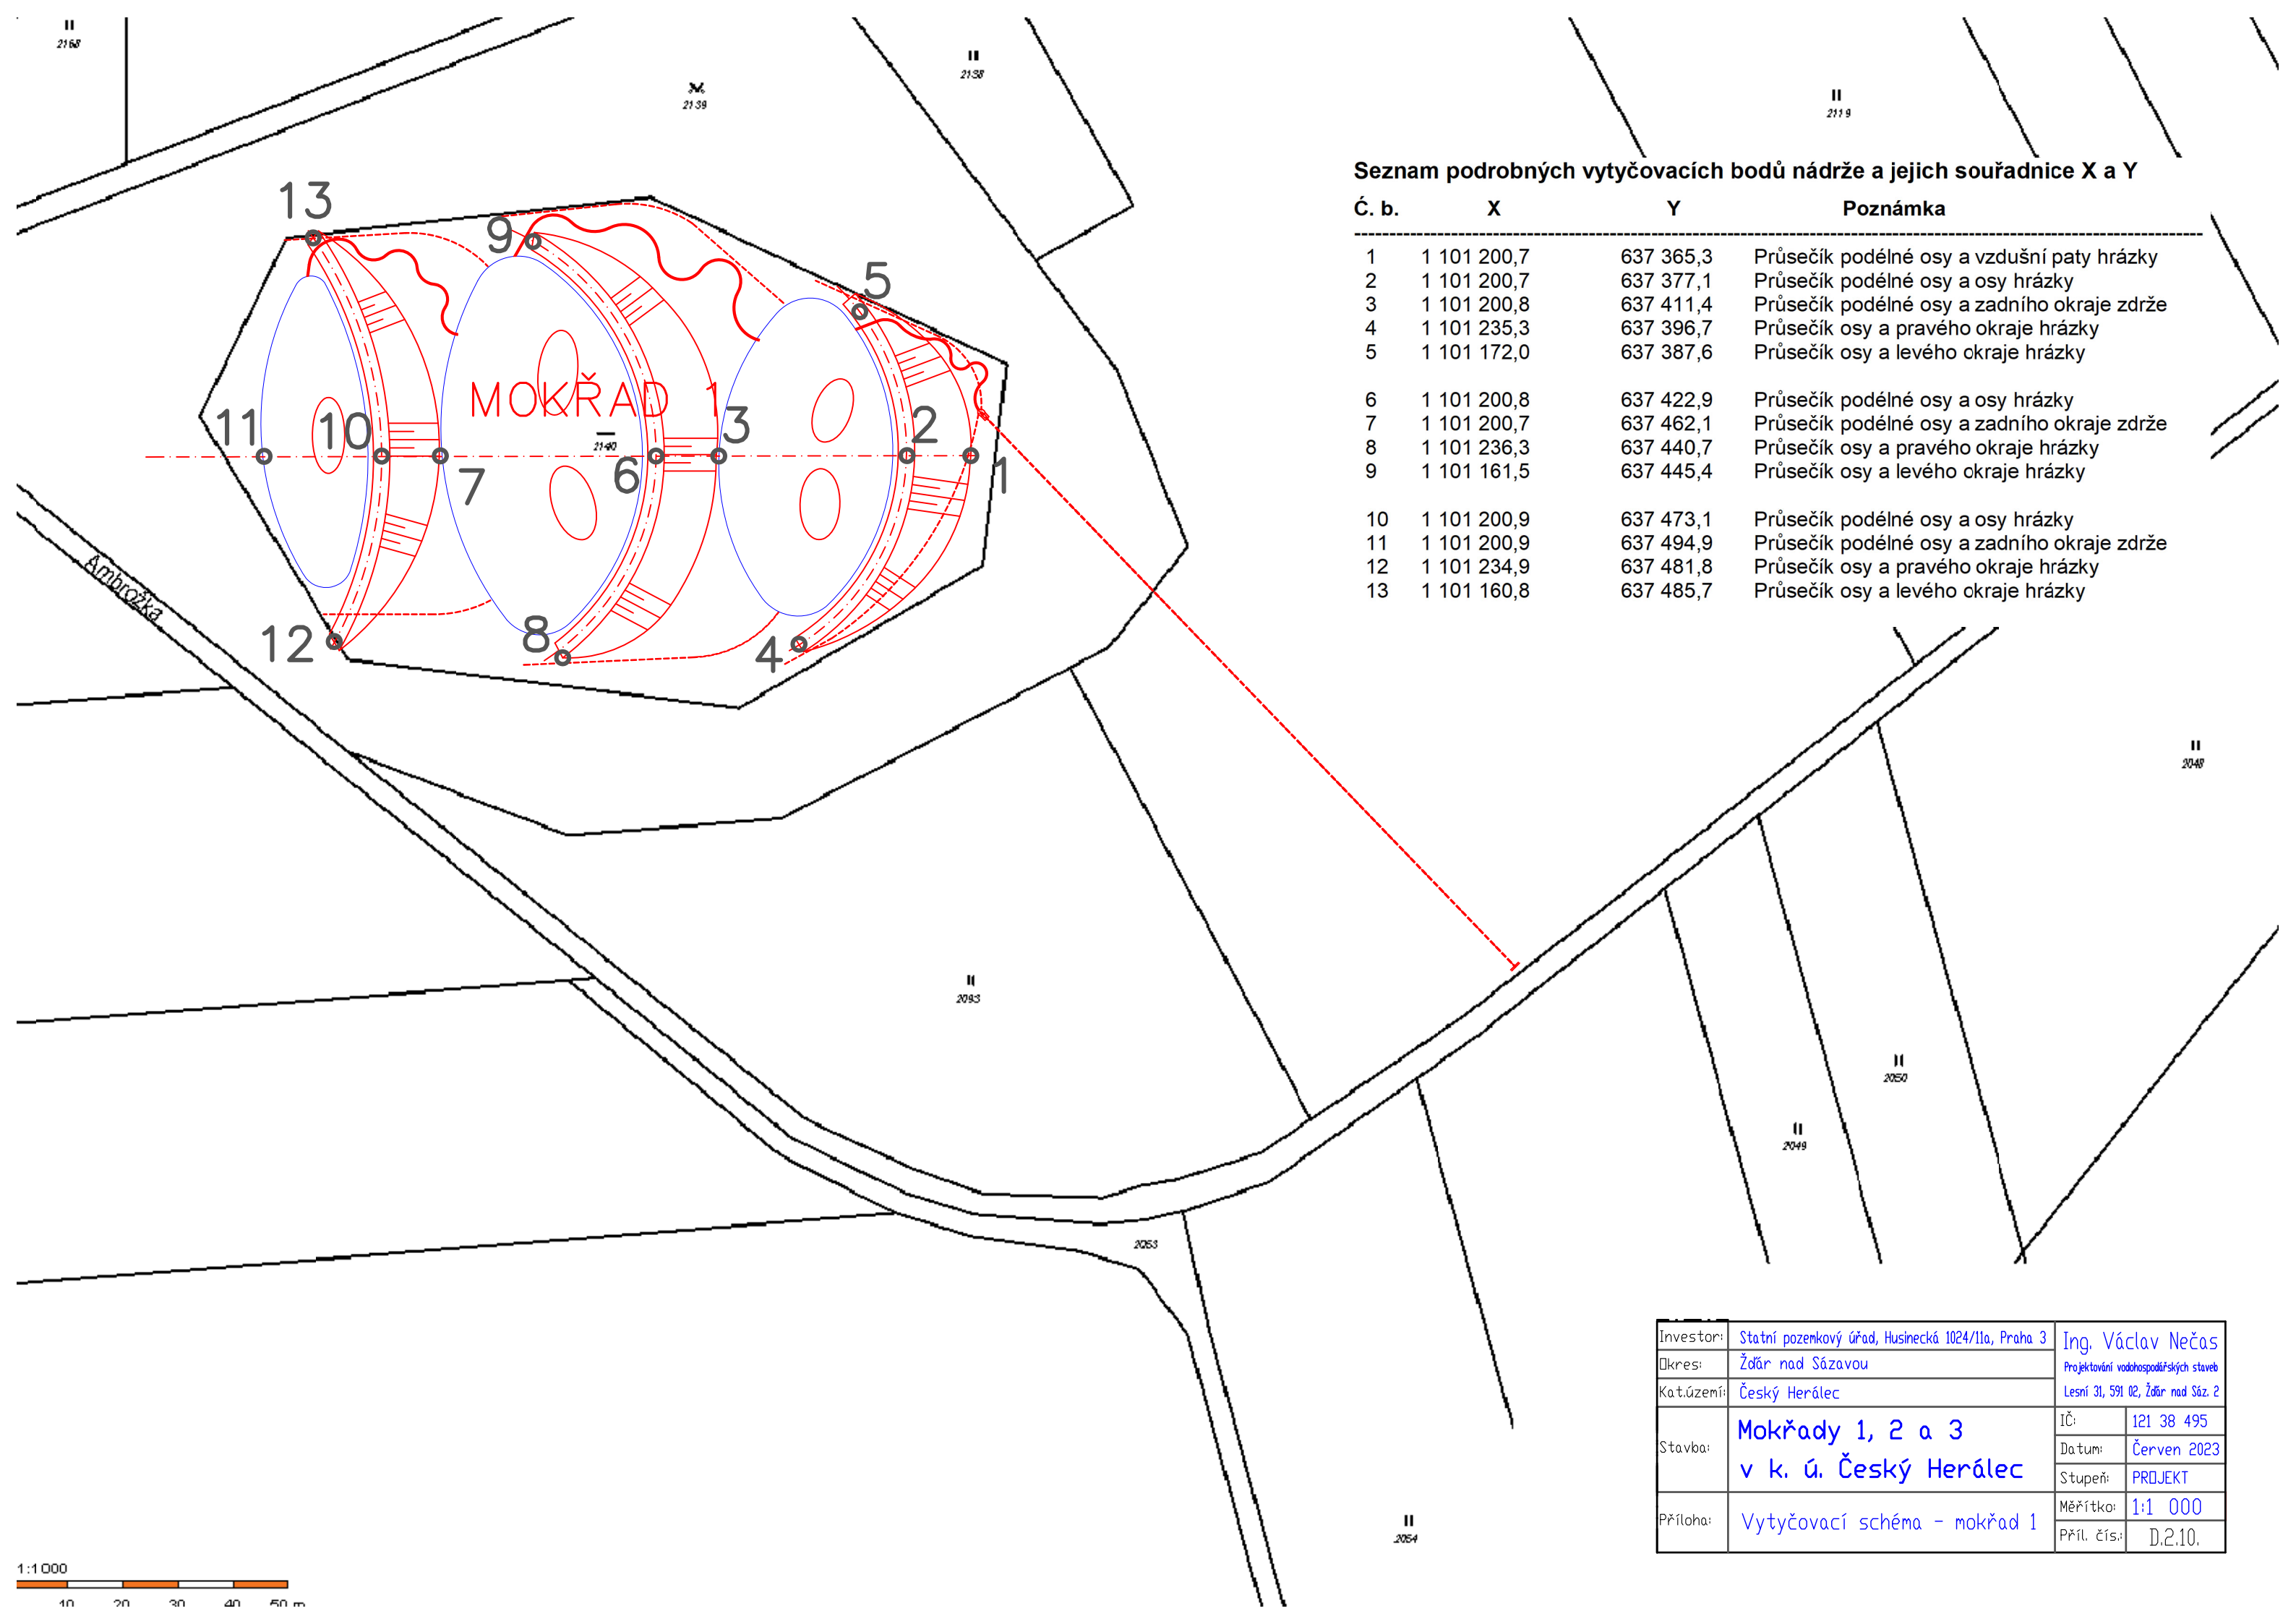 II
2168
2139
II
2138
II
2119
Seznam podrobných vytyčovacích bodů nádrže a jejich souřadnice X a Y
Č. b. X Y Poznámka
1 1 101 200,7 637 365,3 Průsečík podélné osy a vzdušní paty hrázky
2 1 101 200,7 637 377,1 Průsečík podélné osy a osy hrázky
3 1 101 200,8 637 411,4 Průsečík podélné osy a zadního okraje zdrže
4 1 101 235,3 637 396,7 Průsečík osy a pravého okraje hrázky
5 1 101 172,0 637 387,6 Průsečík osy a levého okraje hrázky
6 1 101 200,8 637 422,9 Průsečík podélné osy a osy hrázky
7 1 101 200,7 637 462,1 Průsečík podélné osy a zadního okraje zdrže
8 1 101 236,3 637 440,7 Průsečík osy a pravého okraje hrázky
9 1 101 161,5 637 445,4 Průsečík osy a levého okraje hrázky
10 1 101 200,9 637 473,1 Průsečík podélné osy a osy hrázky
11 1 101 200,9 637 494,9 Průsečík podélné osy a zadního okraje zdrže
12 1 101 234,9 637 481,8 Průsečík osy a pravého okraje hrázky
13 1 101 160,8 637 485,7 Průsečík osy a levého okraje hrázky
13
9
5
MOKŘAD 1
11
10
3
2
2140
7
6
1
12
8
4
Ambrožka
II
2048
II
2093
II
2050
II
2049
2053
II
2054
Investor: Statní pozemkový úřad, Husinecká 1024/11a, Praha 3
Okres: Žďár nad Sázavou
Kat.území: Český Herálec
Stavba: Mokřady 1, 2 a 3
v k. ú. Český Herálec
Příloha: Vytyčovací schéma - mokřad 1
Ing. Václav Nečas
Projektování vodohospodářských staveb
Lesní 31, 591 02, Žďár nad Sáz. 2
IČ: 121 38 495
Datum: Červen 2023
Stupeň: PROJEKT
Měřítko: 1:1 000
Příl. čís.: D.2.10.
1:1000
10 20 30 40 50 m